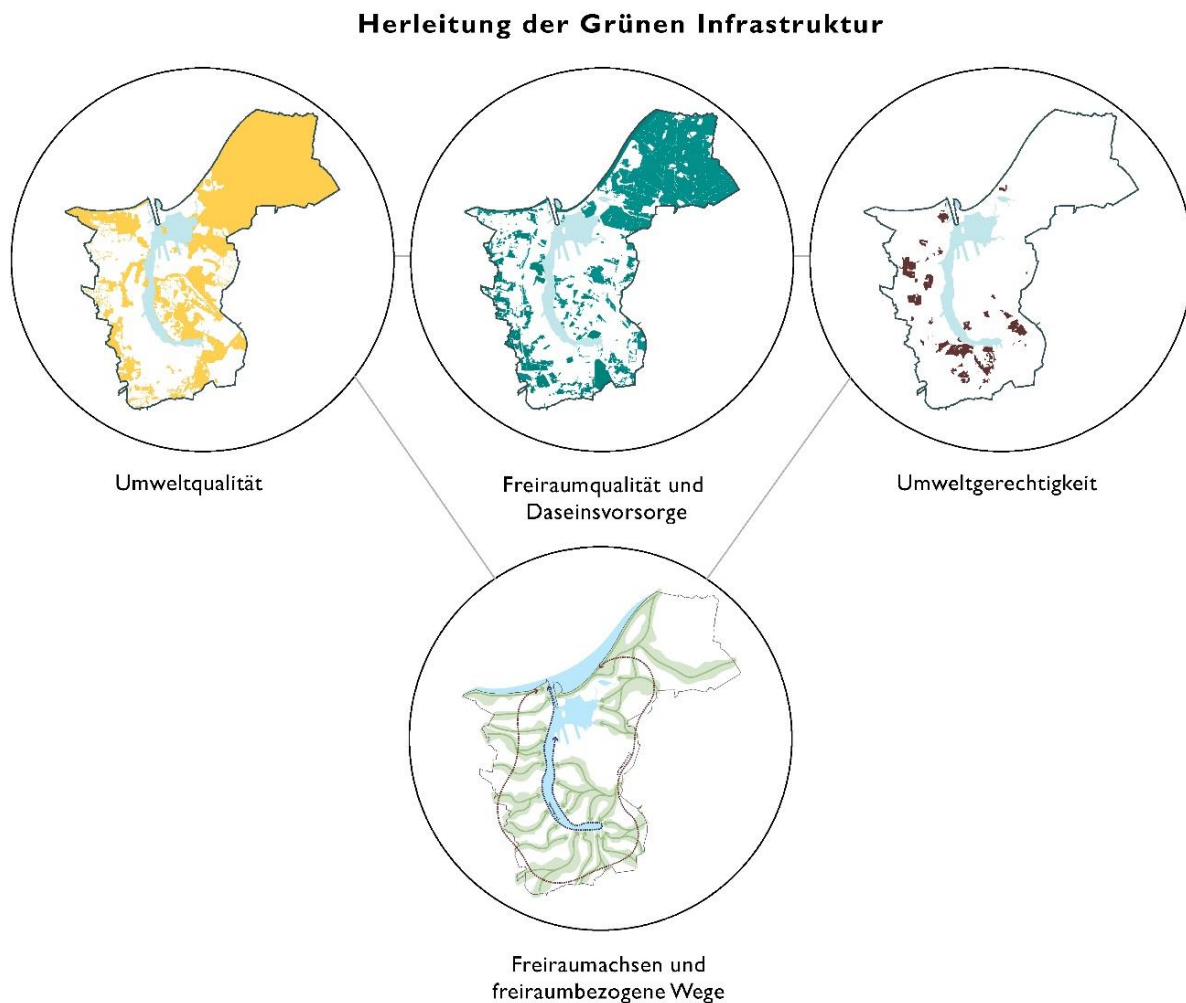 Herleitung der Grünen Infrastruktur
Umweltqualität
Freiraumqualität und
Daseinsvorsorge
Umweltgerechtigkeit
Freiraumachsen und
freiraumbezogene Wege